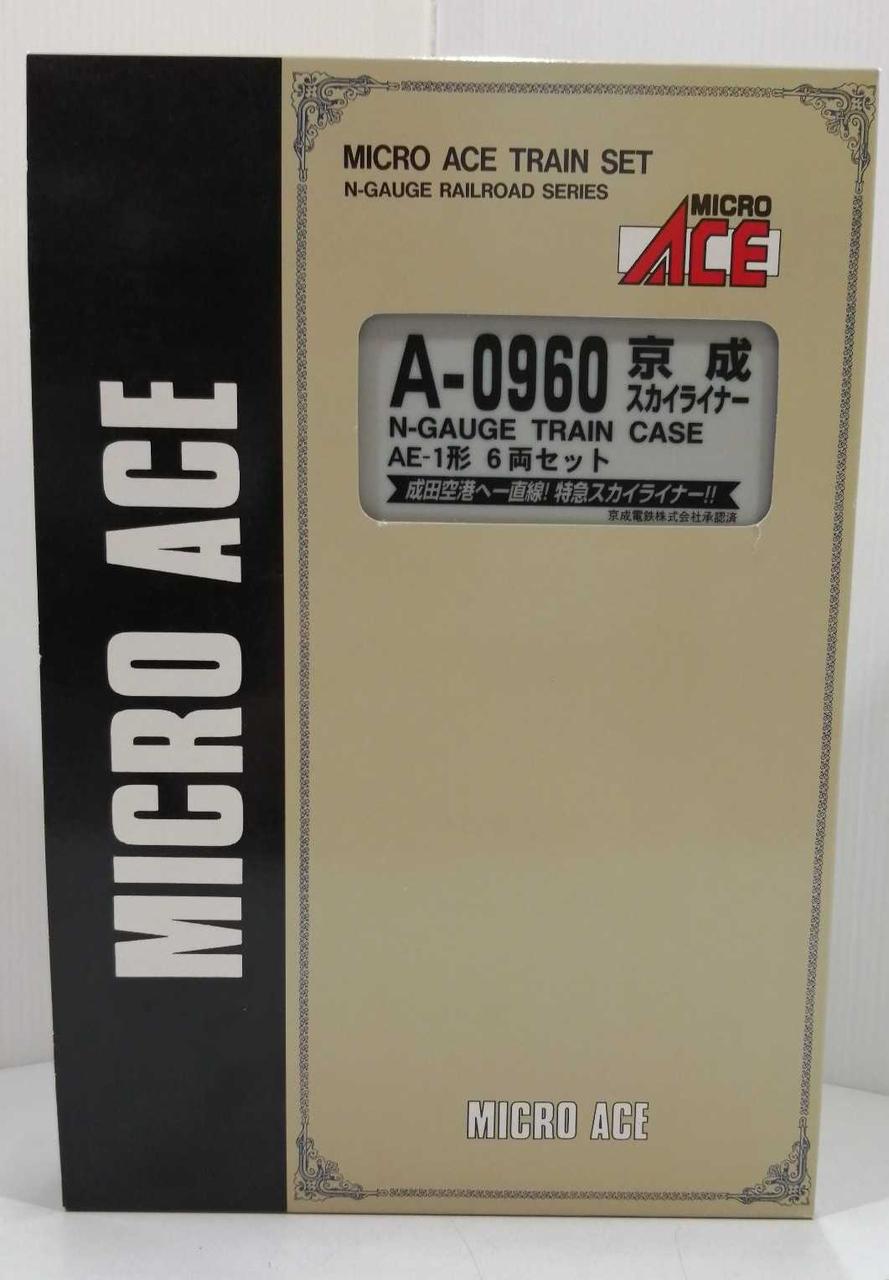 MICRO ACE
MICRO ACE TRAIN SET
N-GAUGE RAILROAD SERIES
MICRO
ACE
A-0960 京成
スカイライナー
N-GAUGE TRAIN CASE
AE-1形 6両セット
成田空港へ一直線! 特急スカイライナー!!
京成電鉄株式会社承認済
MICRO ACE